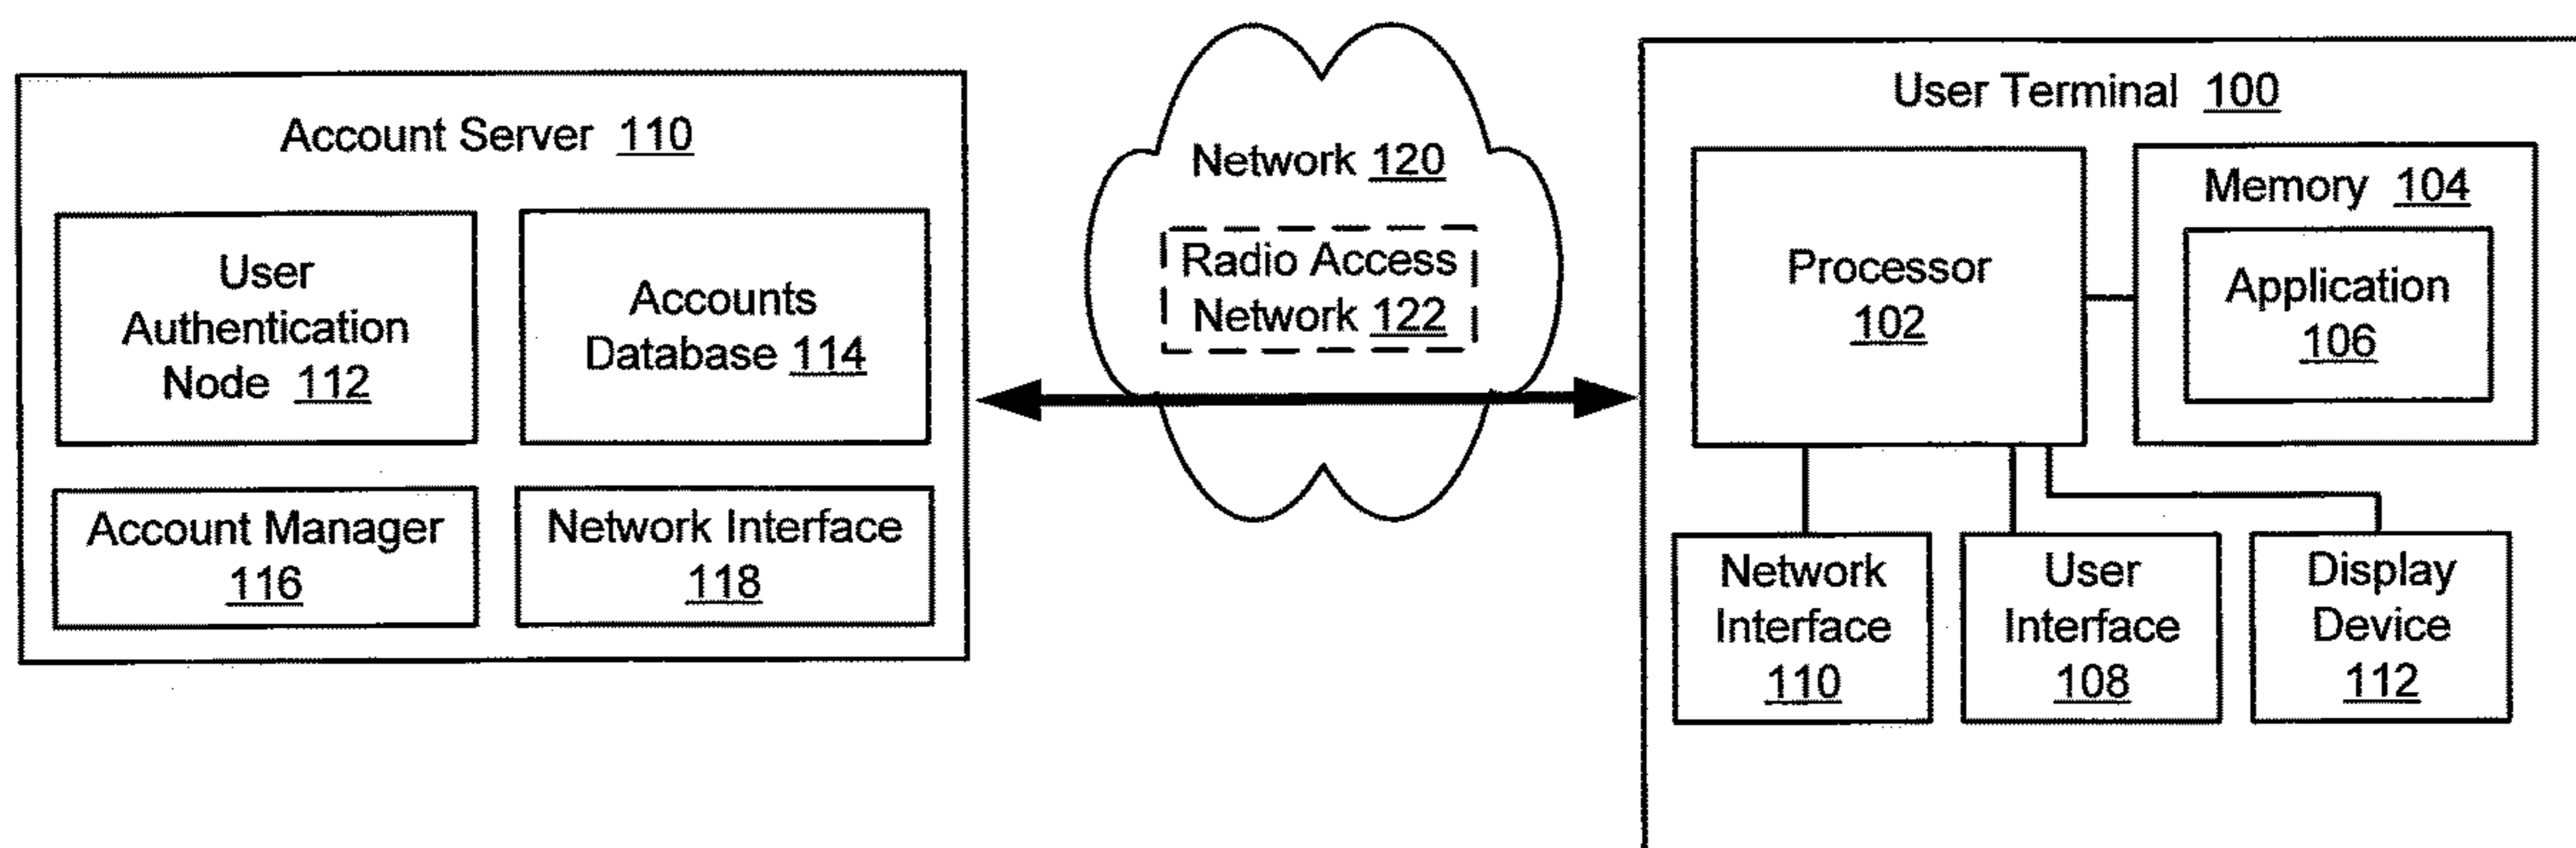 Account Server 110
User
Authentication
Node 112
Accounts
Database 114
Account Manager
116
Network Interface
118
Network 120
Radio Access
Network 122
User Terminal 100
Processor
102
Memory 104
Application
106
Network
Interface
110
User
Interface
108
Display
Device
112